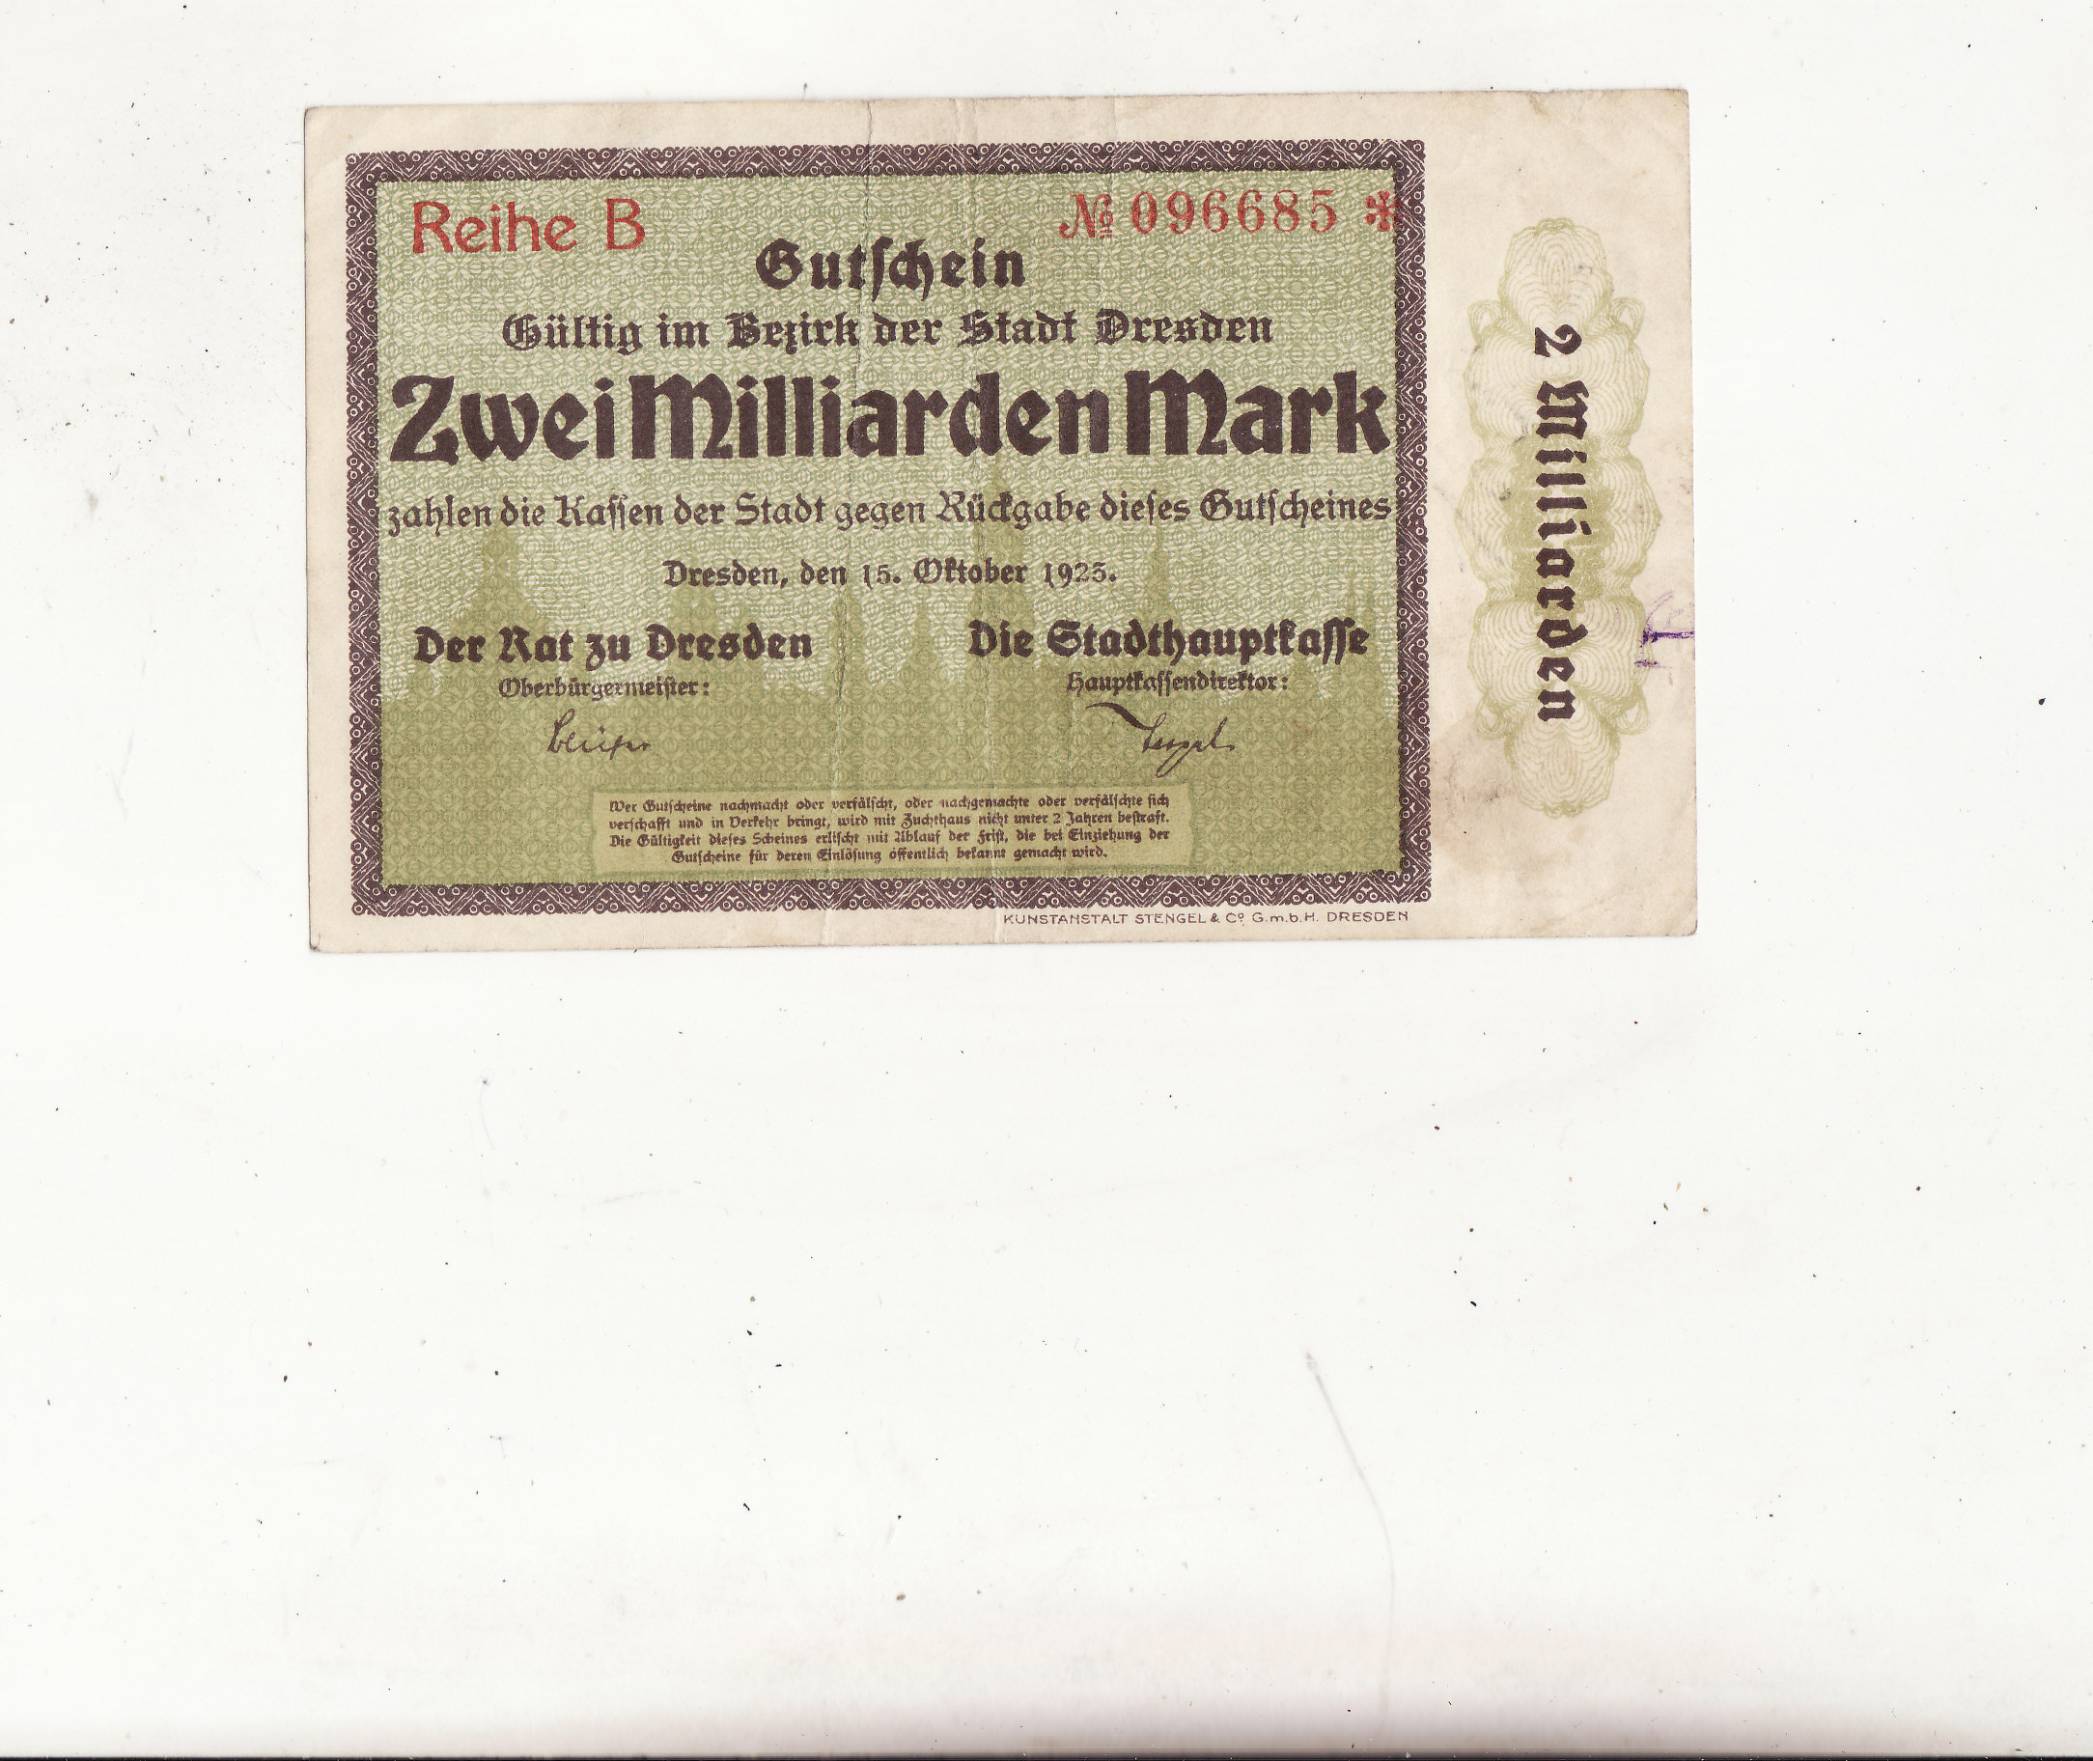 Reihe B
№ 096685 *
Gutschein
Gültig im Bezirk der Stadt Dresden
Zwei Milliarden Mark
zahlen die Kassen der Stadt gegen Rückgabe dieses Gutscheines
Dresden, den 15. Oktober 1923.
Der Rat zu Dresden
Oberbürgermeister:
Die Stadthauptkasse
Hauptkassendirektor:
Wer Gutscheine nachmacht oder verfälscht, oder nachgemachte oder verfälschte sich
verschafft und in Verkehr bringt, wird mit Zuchthaus nicht unter 2 Jahren bestraft.
Die Gültigkeit dieses Scheines erlischt mit Ablauf der Frist, die bei Einziehung der
Gutscheine für deren Einlösung öffentlich bekannt gemacht wird.
KUNSTANSTALT STENGEL & Co G.m.b.H. DRESDEN
2 Milliarden